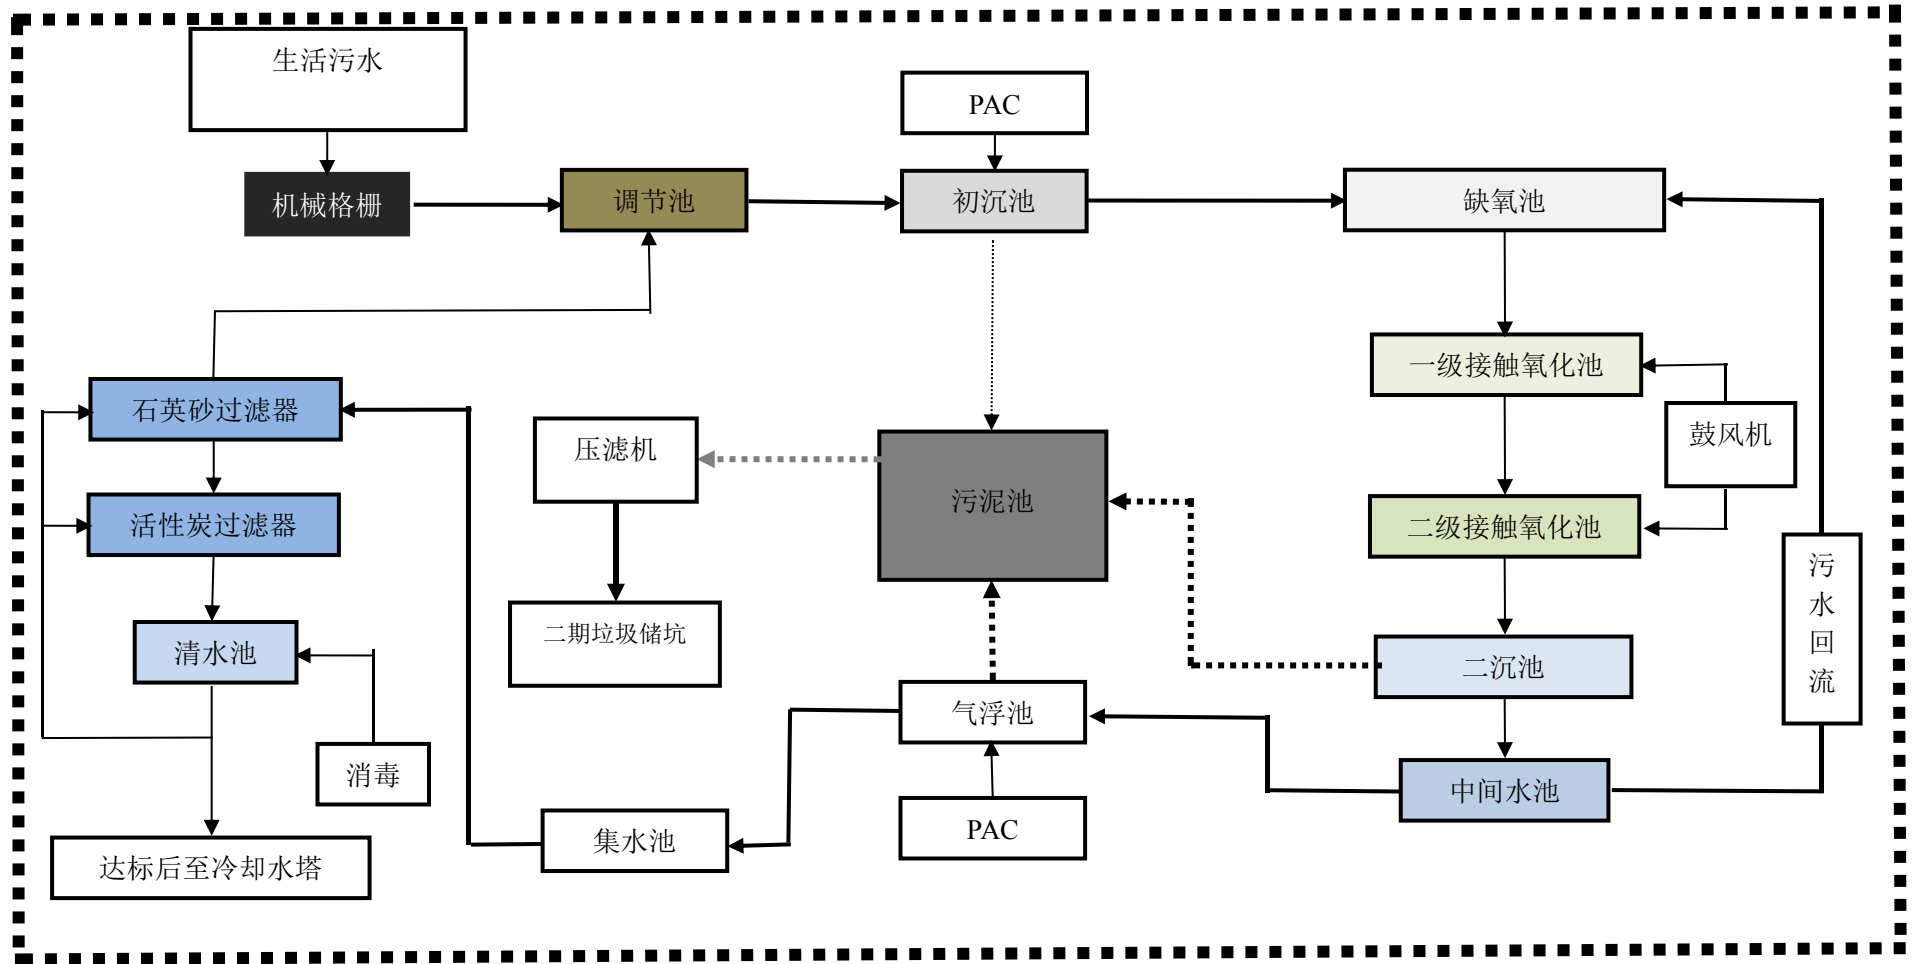 生活污水
PAC
机械格栅
调节池
初沉池
缺氧池
一级接触氧化池
石英砂过滤器
压滤机
鼓风机
污泥池
活性炭过滤器
二级接触氧化池
污
水
回
流
二期垃圾储坑
清水池
二沉池
气浮池
消毒
中间水池
PAC
集水池
达标后至冷却水塔